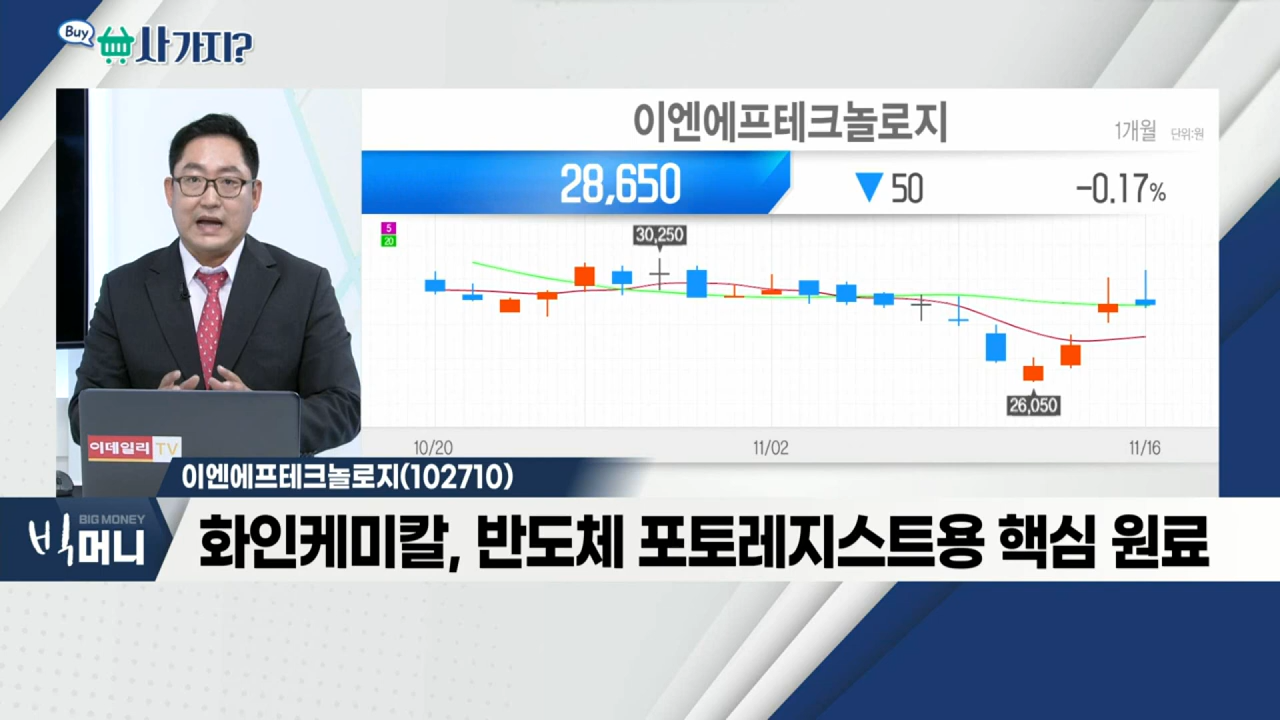 Buy
사가지?
이엔에프테크놀로지
1개월 단위:원
28,650 ▼ 50 -0.17%
5
20
30,250
26,050
10/20 11/02 11/16
이데일리 TV
이엔에프테크놀로지(102710)
BIG MONEY
빅머니
화인케미칼, 반도체 포토레지스트용 핵심 원료